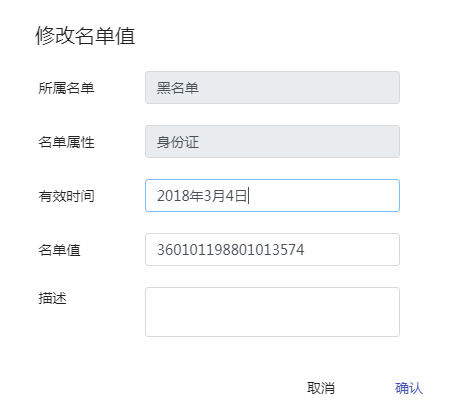 修改名单值
所属名单 黑名单
名单属性 身份证
有效时间 2018年3月4日
名单值 360101198801013574
描述
取消 确认